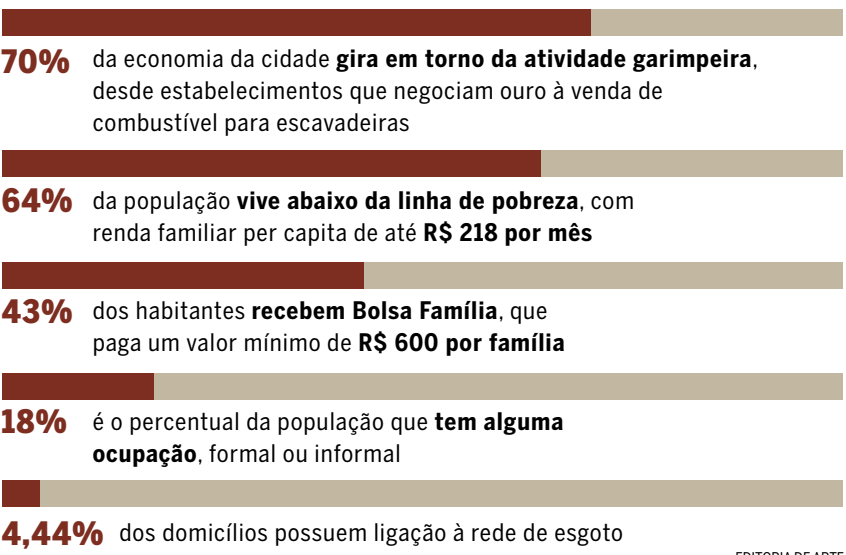 70% da economia da cidade gira em torno da atividade garimpeira,
desde estabelecimentos que negociam ouro à venda de
combustível para escavadeiras
64% da população vive abaixo da linha de pobreza, com
renda familiar per capita de até R$ 218 por mês
43% dos habitantes recebem Bolsa Família, que
paga um valor mínimo de R$ 600 por família
18% é o percentual da população que tem alguma
ocupação, formal ou informal
4,44% dos domicílios possuem ligação à rede de esgoto
EDITORIA DE ARTE